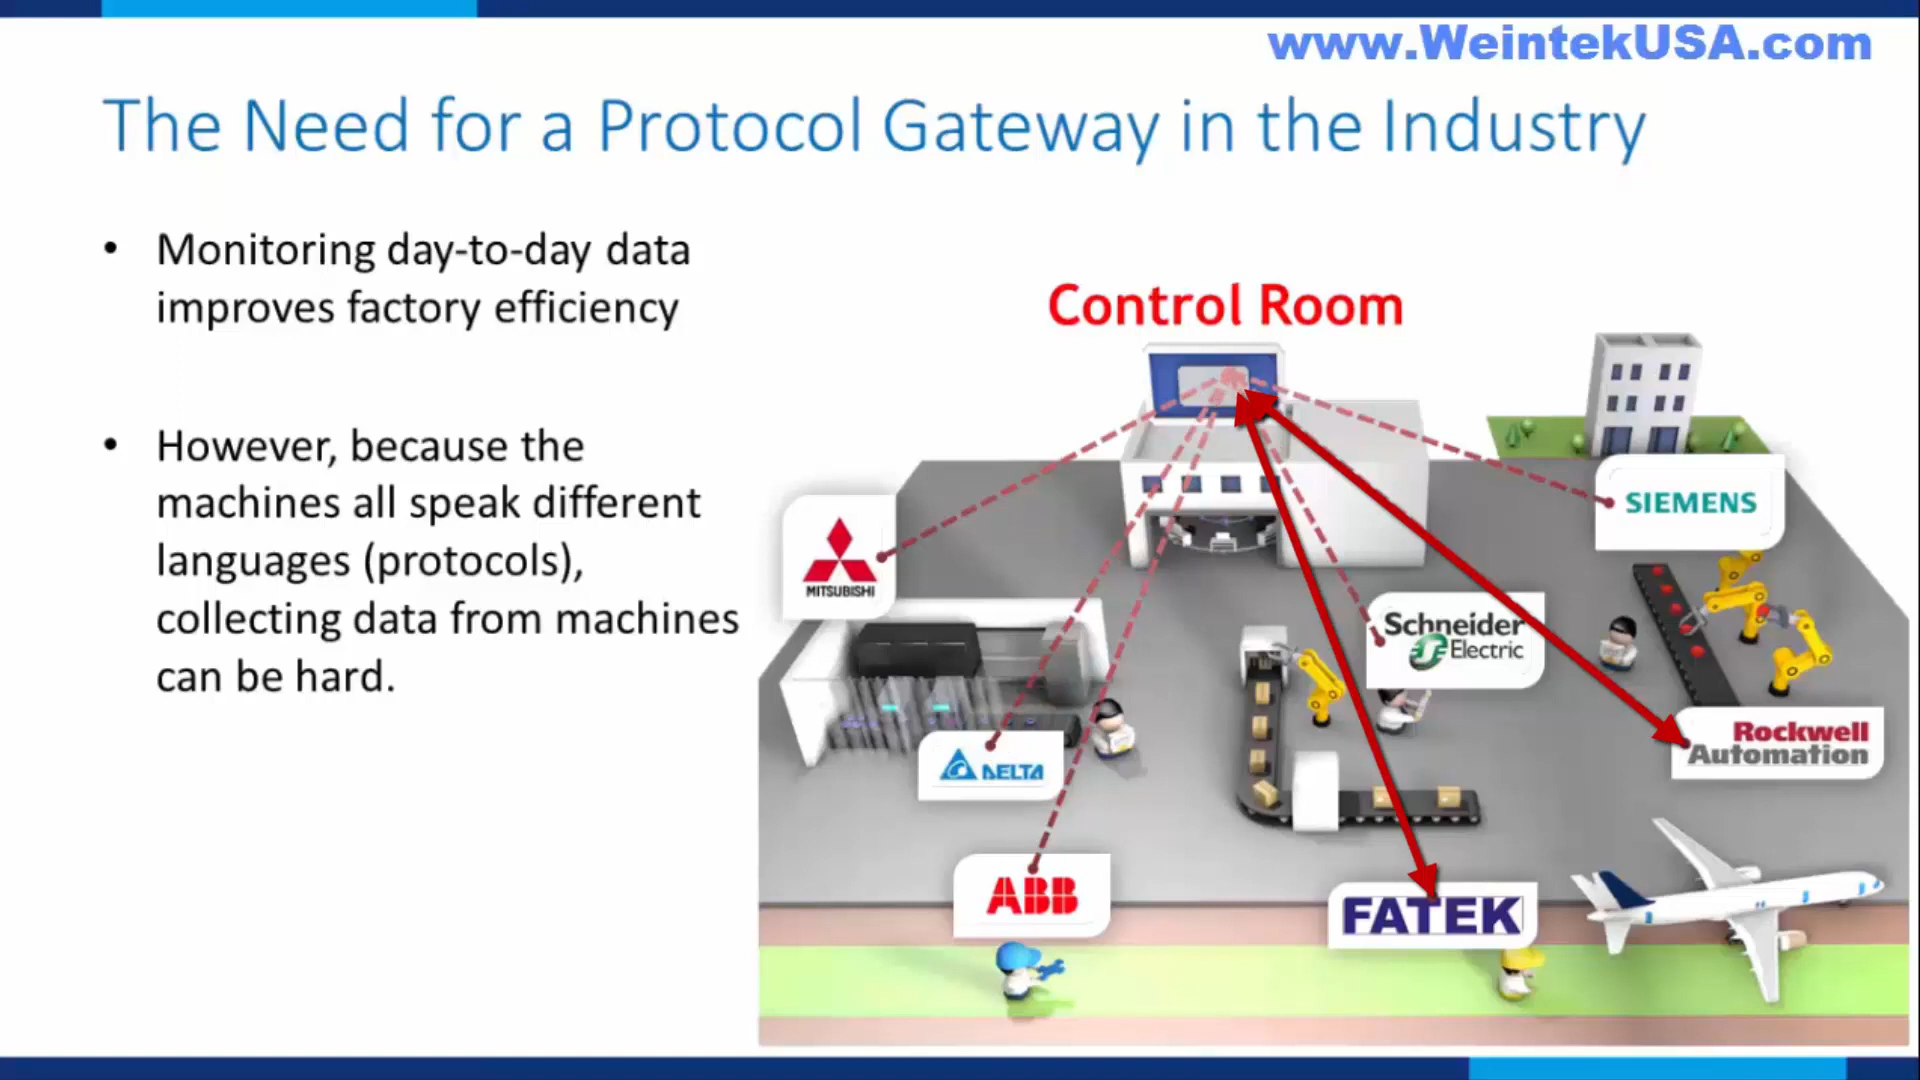 www.WeintekUSA.com
The Need for a Protocol Gateway in the Industry
• Monitoring day-to-day data
improves factory efficiency
• However, because the
machines all speak different
languages (protocols),
collecting data from machines
can be hard.
Control Room
SIEMENS
MITSUBISHI
Schneider
Electric
Rockwell
Automation
DELTA
ABB
FATEK